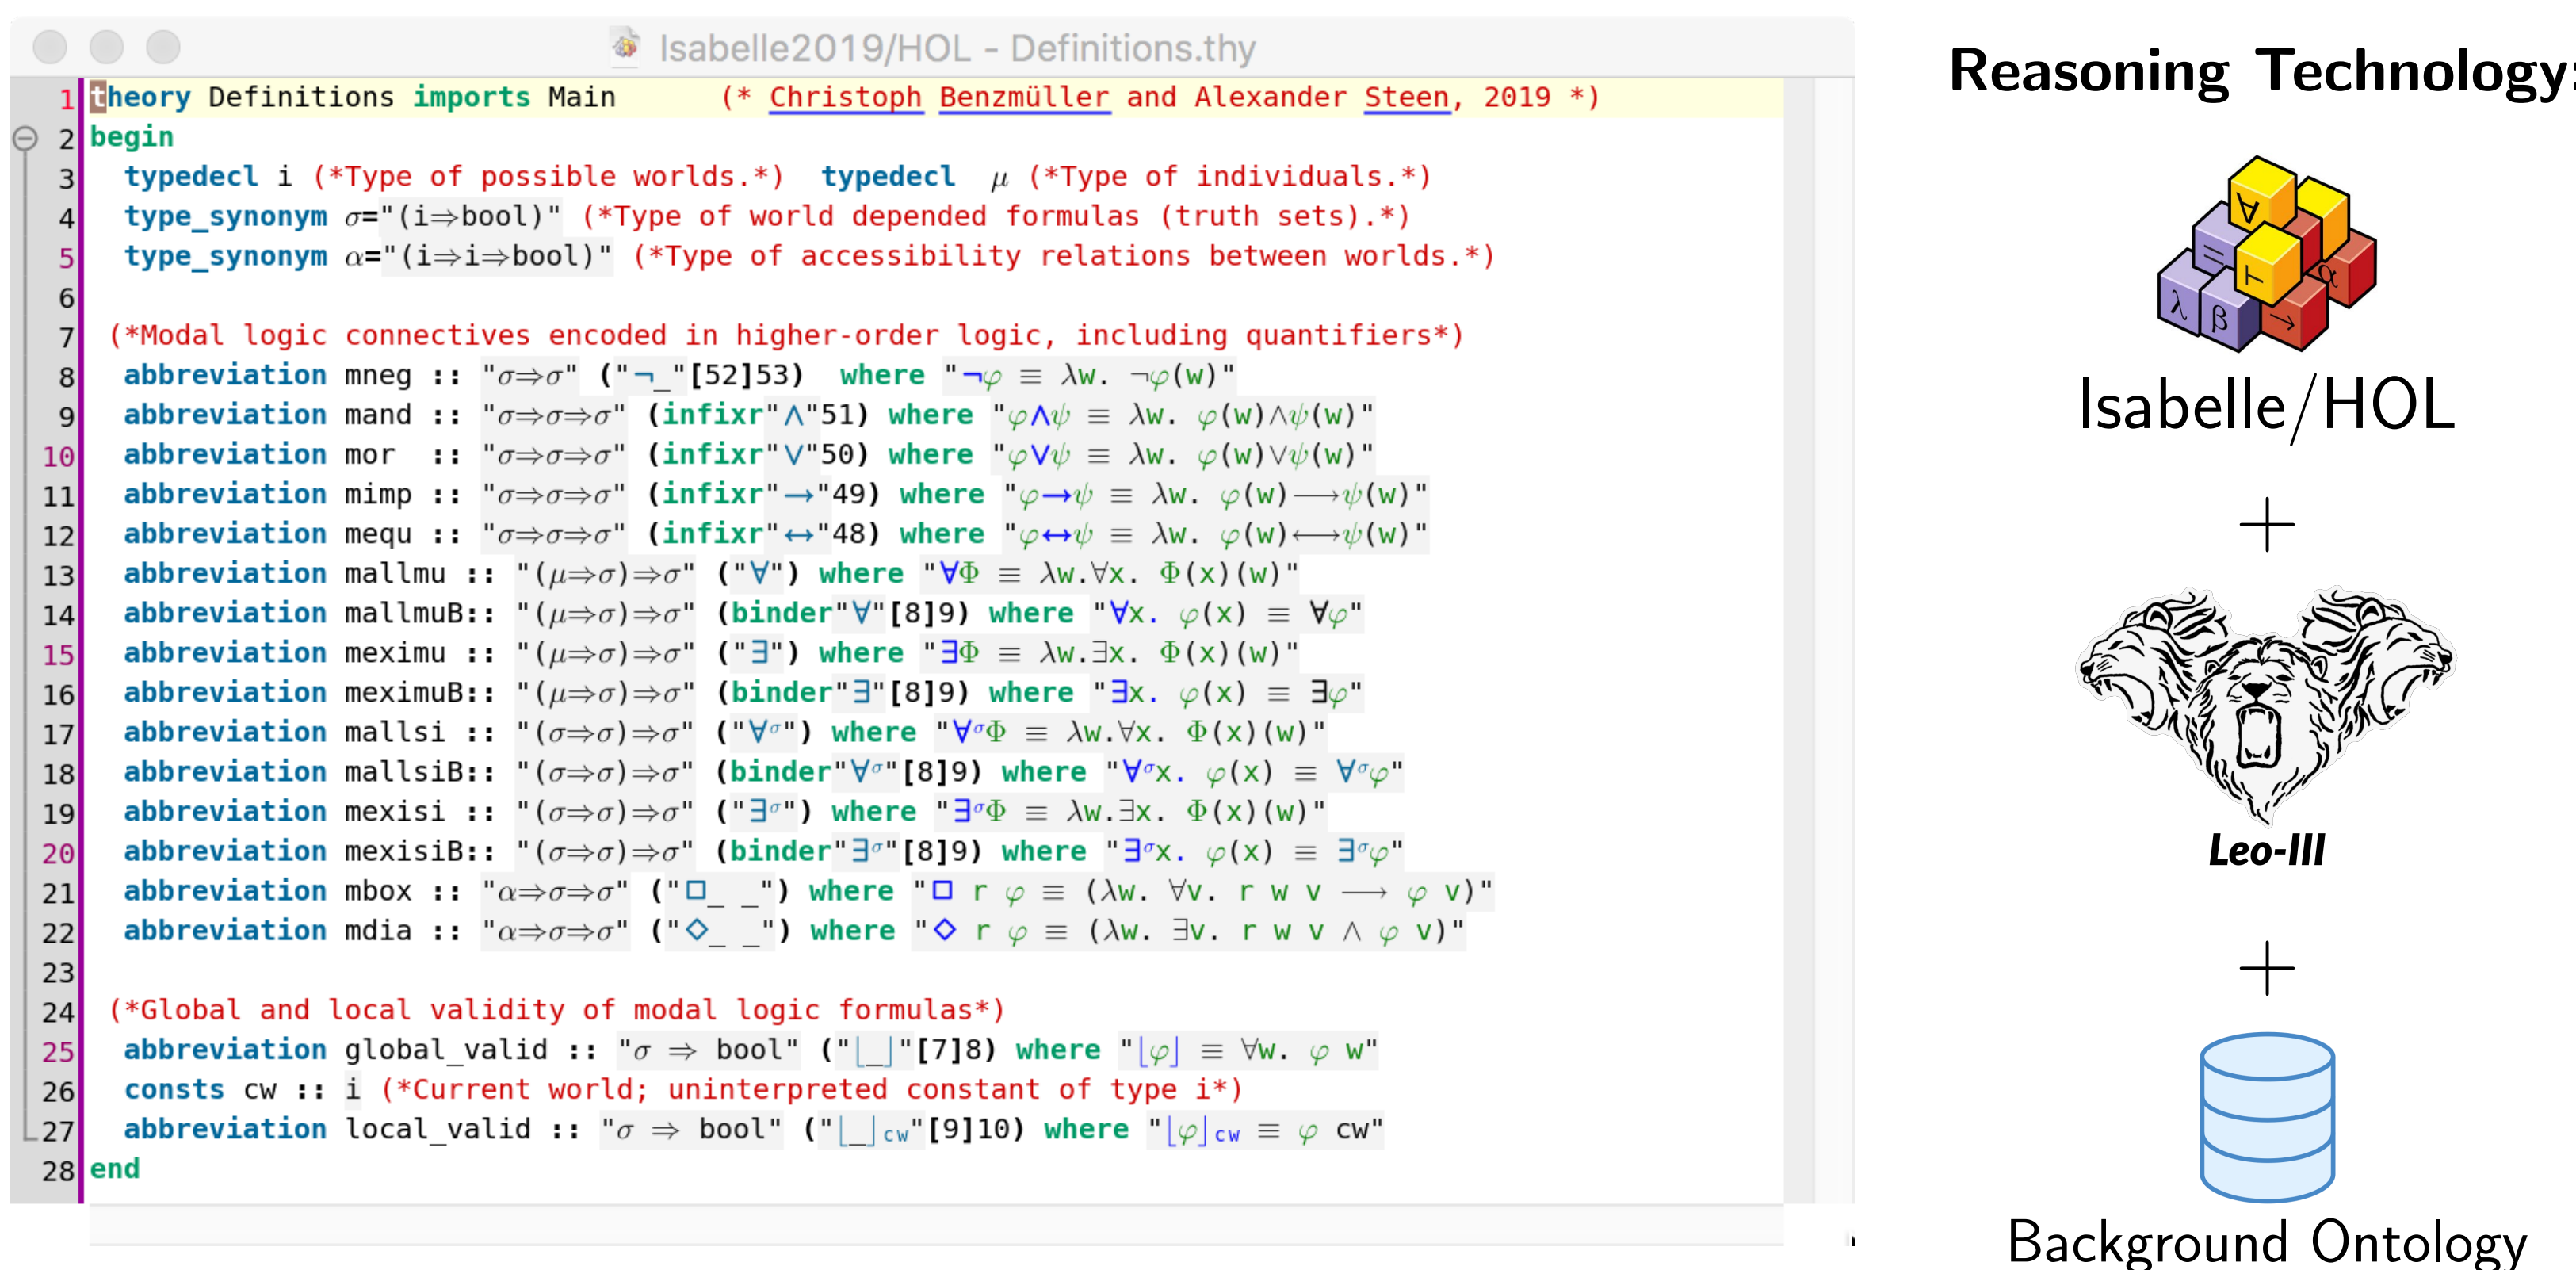 Isabelle2019/HOL - Definitions.thy
1 theory Definitions imports Main (* Christoph Benzmüller and Alexander Steen, 2019 *)
2 begin
3 typedecl i (*Type of possible worlds.*) typedecl μ (*Type of individuals.*)
4 type_synonym σ="(i⇒bool)" (*Type of world depended formulas (truth sets).*)
5 type_synonym α="(i⇒i⇒bool)" (*Type of accessibility relations between worlds.*)
6
7 (*Modal logic connectives encoded in higher-order logic, including quantifiers*)
8 abbreviation mneg :: "σ⇒σ" ("¬_"[52]53) where "¬φ ≡ λw. ¬φ(w)"
9 abbreviation mand :: "σ⇒σ⇒σ" (infixr"∧"51) where "φ∧ψ ≡ λw. φ(w)∧ψ(w)"
10 abbreviation mor :: "σ⇒σ⇒σ" (infixr"∨"50) where "φ∨ψ ≡ λw. φ(w)∨ψ(w)"
11 abbreviation mimp :: "σ⇒σ⇒σ" (infixr"→"49) where "φ→ψ ≡ λw. φ(w)⟶ψ(w)"
12 abbreviation mequ :: "σ⇒σ⇒σ" (infixr"↔"48) where "φ↔ψ ≡ λw. φ(w)⟷ψ(w)"
13 abbreviation mallmu :: "(μ⇒σ)⇒σ" ("∀") where "∀Φ ≡ λw.∀x. Φ(x)(w)"
14 abbreviation mallmuB:: "(μ⇒σ)⇒σ" (binder"∀"[8]9) where "∀x. φ(x) ≡ ∀φ"
15 abbreviation meximu :: "(μ⇒σ)⇒σ" ("∃") where "∃Φ ≡ λw.∃x. Φ(x)(w)"
16 abbreviation meximuB:: "(μ⇒σ)⇒σ" (binder"∃"[8]9) where "∃x. φ(x) ≡ ∃φ"
17 abbreviation mallsi :: "(σ⇒σ)⇒σ" ("∀σ") where "∀σΦ ≡ λw.∀x. Φ(x)(w)"
18 abbreviation mallsiB:: "(σ⇒σ)⇒σ" (binder"∀σ"[8]9) where "∀σx. φ(x) ≡ ∀σφ"
19 abbreviation mexisi :: "(σ⇒σ)⇒σ" ("∃σ") where "∃σΦ ≡ λw.∃x. Φ(x)(w)"
20 abbreviation mexisiB:: "(σ⇒σ)⇒σ" (binder"∃σ"[8]9) where "∃σx. φ(x) ≡ ∃σφ"
21 abbreviation mbox :: "α⇒σ⇒σ" ("□_ _") where "□ r φ ≡ (λw. ∀v. r w v ⟶ φ v)"
22 abbreviation mdia :: "α⇒σ⇒σ" ("◇_ _") where "◇ r φ ≡ (λw. ∃v. r w v ∧ φ v)"
23
24 (*Global and local validity of modal logic formulas*)
25 abbreviation global_valid :: "σ ⇒ bool" ("⌊_⌋"[7]8) where "⌊φ⌋ ≡ ∀w. φ w"
26 consts cw :: i (*Current world; uninterpreted constant of type i*)
27 abbreviation local_valid :: "σ ⇒ bool" ("⌊_⌋cw"[9]10) where "⌊φ⌋cw ≡ φ cw"
28 end
Reasoning Technology:
∀
=
⊢
α
λ
β
→
Isabelle/HOL
+
Leo-III
+
Background Ontology